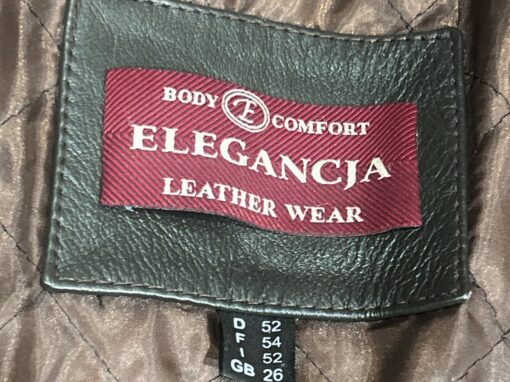 BODY E COMFORT
ELEGANCJA
LEATHER WEAR
D 52
F 54
I 52
GB 26